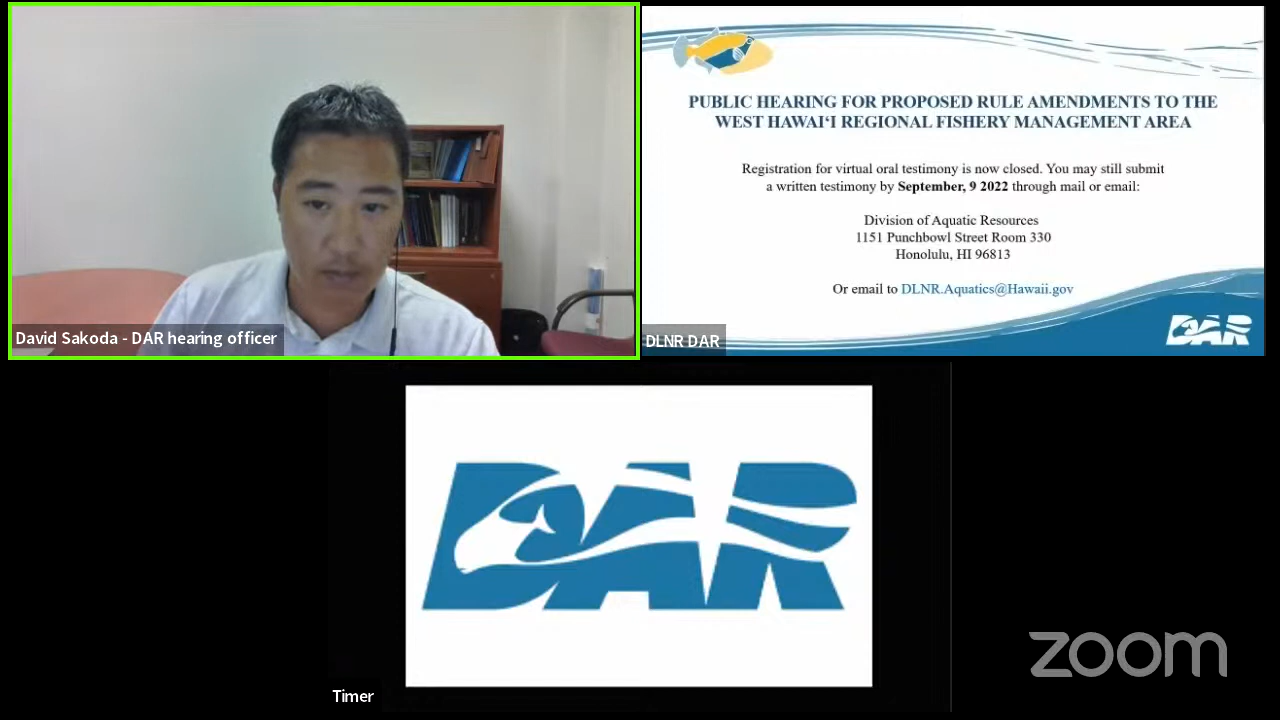 David Sakoda - DAR hearing officer
PUBLIC HEARING FOR PROPOSED RULE AMENDMENTS TO THE
WEST HAWAI‘I REGIONAL FISHERY MANAGEMENT AREA
Registration for virtual oral testimony is now closed. You may still submit
a written testimony by September, 9 2022 through mail or email:
Division of Aquatic Resources
1151 Punchbowl Street Room 330
Honolulu, HI 96813
Or email to DLNR.Aquatics@Hawaii.gov
DAR
DLNR DAR
DAR
Timer
zoom